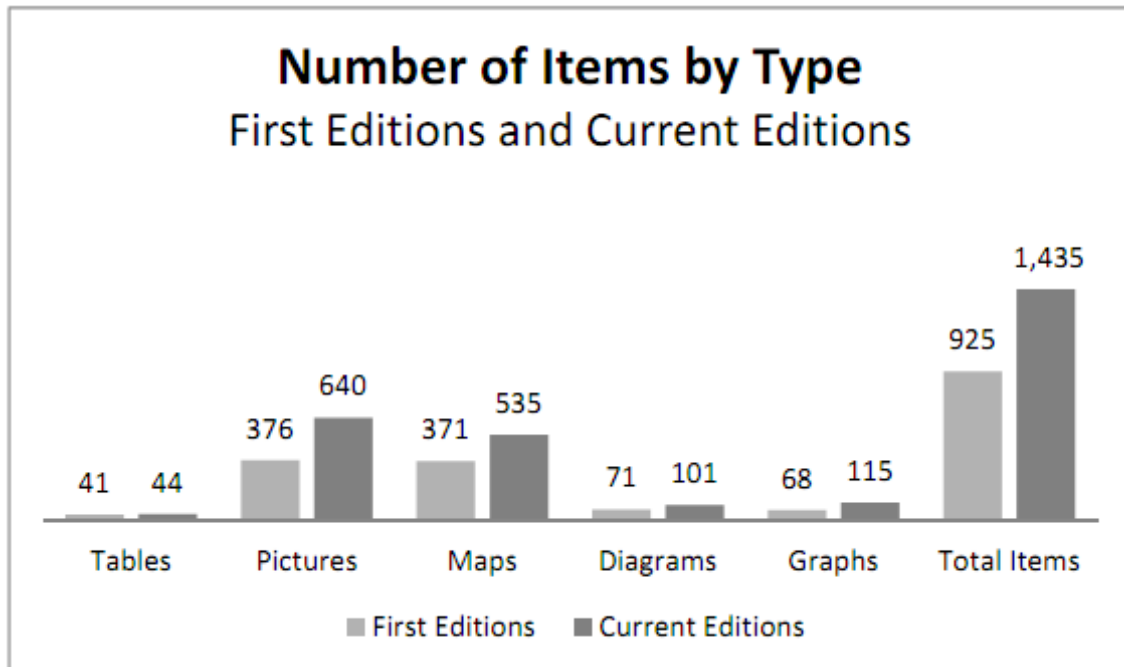 Number of Items by Type
First Editions and Current Editions
1,435
925
640
535
376
371
41 44
71 101 68 115
Tables Pictures Maps Diagrams Graphs Total Items
First Editions Current Editions